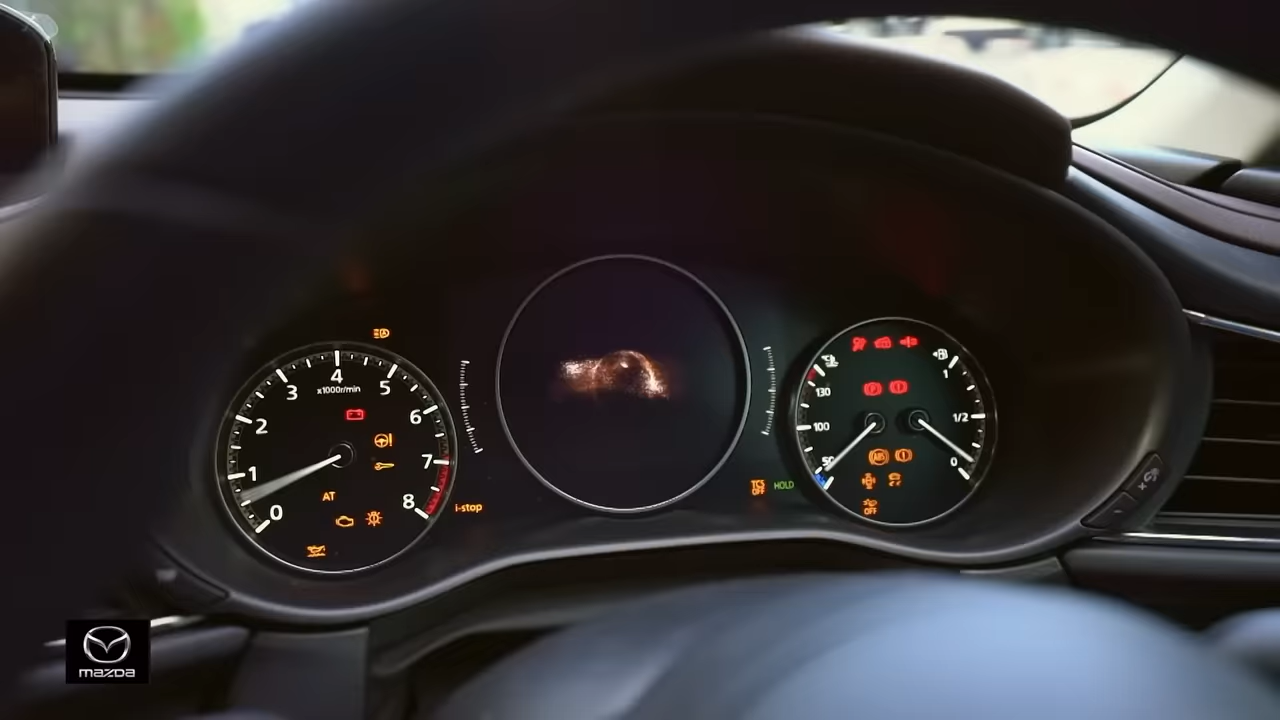 4
3
5
x1000r/min
2
6
1
7
AT
0
8
i-stop
TCS
OFF
HOLD
130
100
50
1
1/2
0
P
ABS
OFF
mazda